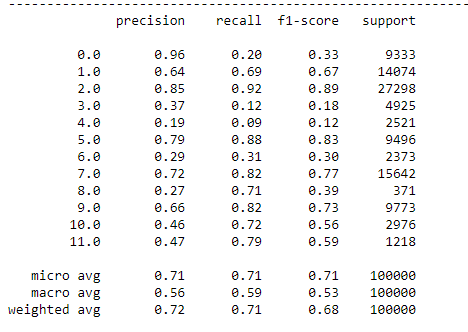 precision recall f1-score support
0.0 0.96 0.20 0.33 9333
1.0 0.64 0.69 0.67 14074
2.0 0.85 0.92 0.89 27298
3.0 0.37 0.12 0.18 4925
4.0 0.19 0.09 0.12 2521
5.0 0.79 0.88 0.83 9496
6.0 0.29 0.31 0.30 2373
7.0 0.72 0.82 0.77 15642
8.0 0.27 0.71 0.39 371
9.0 0.66 0.82 0.73 9773
10.0 0.46 0.72 0.56 2976
11.0 0.47 0.79 0.59 1218
micro avg 0.71 0.71 0.71 100000
macro avg 0.56 0.59 0.53 100000
weighted avg 0.72 0.71 0.68 100000